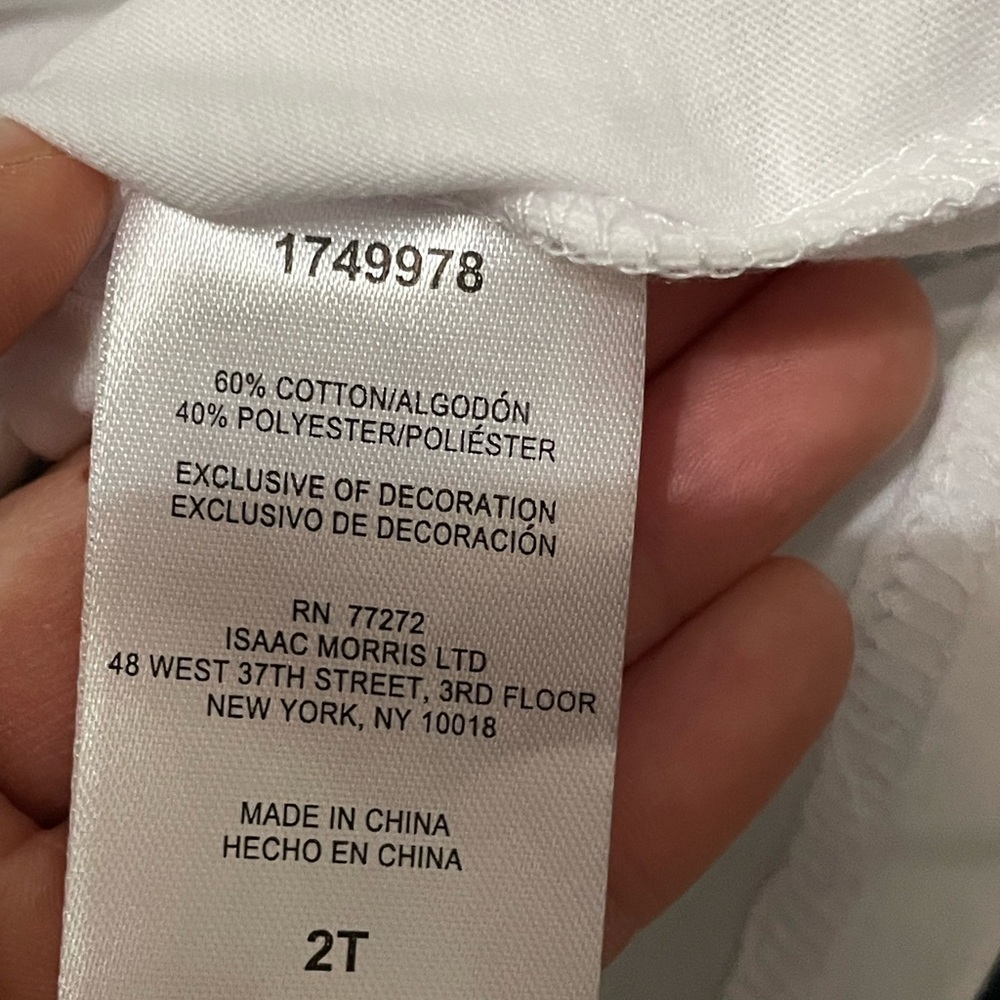 1749978
60% COTTON/ALGODÓN
40% POLYESTER/POLIÉSTER
EXCLUSIVE OF DECORATION
EXCLUSIVO DE DECORACIÓN
RN 77272
ISAAC MORRIS LTD
48 WEST 37TH STREET, 3RD FLOOR
NEW YORK, NY 10018
MADE IN CHINA
HECHO EN CHINA
2T